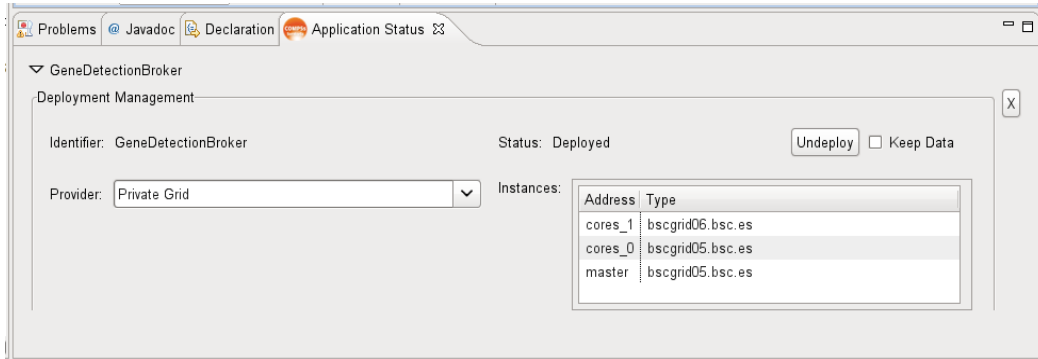 Problems @ Javadoc Declaration COMPSs Application Status
GeneDetectionBroker
Deployment Management
X
Identifier: GeneDetectionBroker Status: Deployed Undeploy Keep Data
Provider: Private Grid Instances:
Address Type
cores_1 bscgrid06.bsc.es
cores_0 bscgrid05.bsc.es
master bscgrid05.bsc.es